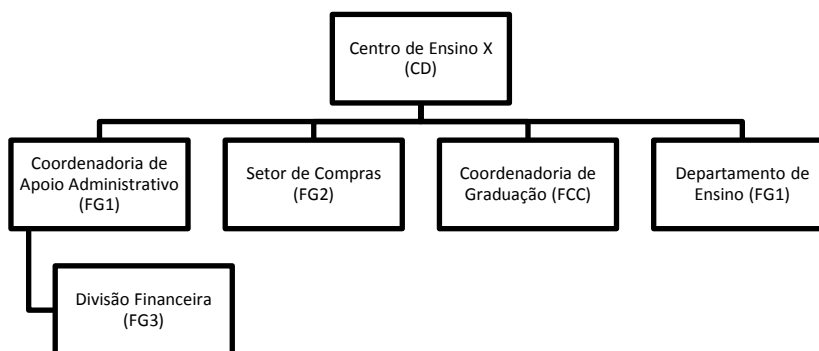 Centro de Ensino X
(CD)
Coordenadoria de
Apoio Administrativo
(FG1)
Setor de Compras
(FG2)
Coordenadoria de
Graduação (FCC)
Departamento de
Ensino (FG1)
Divisão Financeira
(FG3)